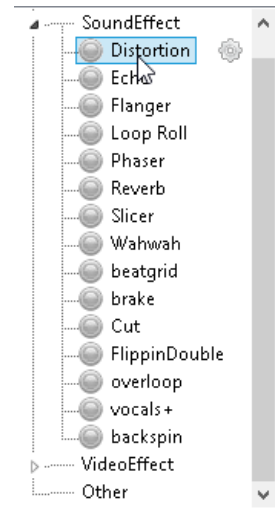 SoundEffect
Distortion
Echo
Flanger
Loop Roll
Phaser
Reverb
Slicer
Wahwah
beatgrid
brake
Cut
FlippinDouble
overloop
vocals+
backspin
VideoEffect
Other